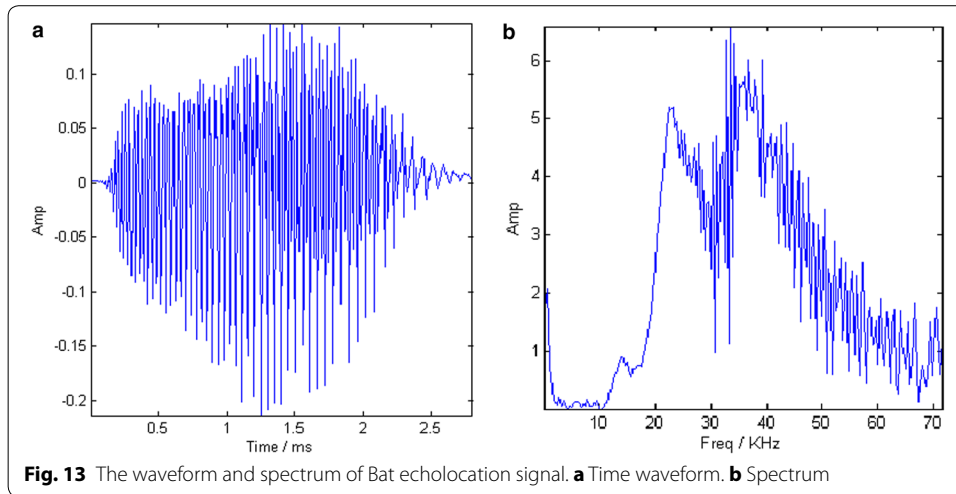 a
0.1
0.05
0
-0.05
-0.1
-0.15
-0.2
Amp
0.5 1 1.5 2 2.5
Time / ms
b
6
5
4
3
2
1
Amp
10 20 30 40 50 60 70
Freq / KHz
Fig. 13 The waveform and spectrum of Bat echolocation signal. a Time waveform. b Spectrum